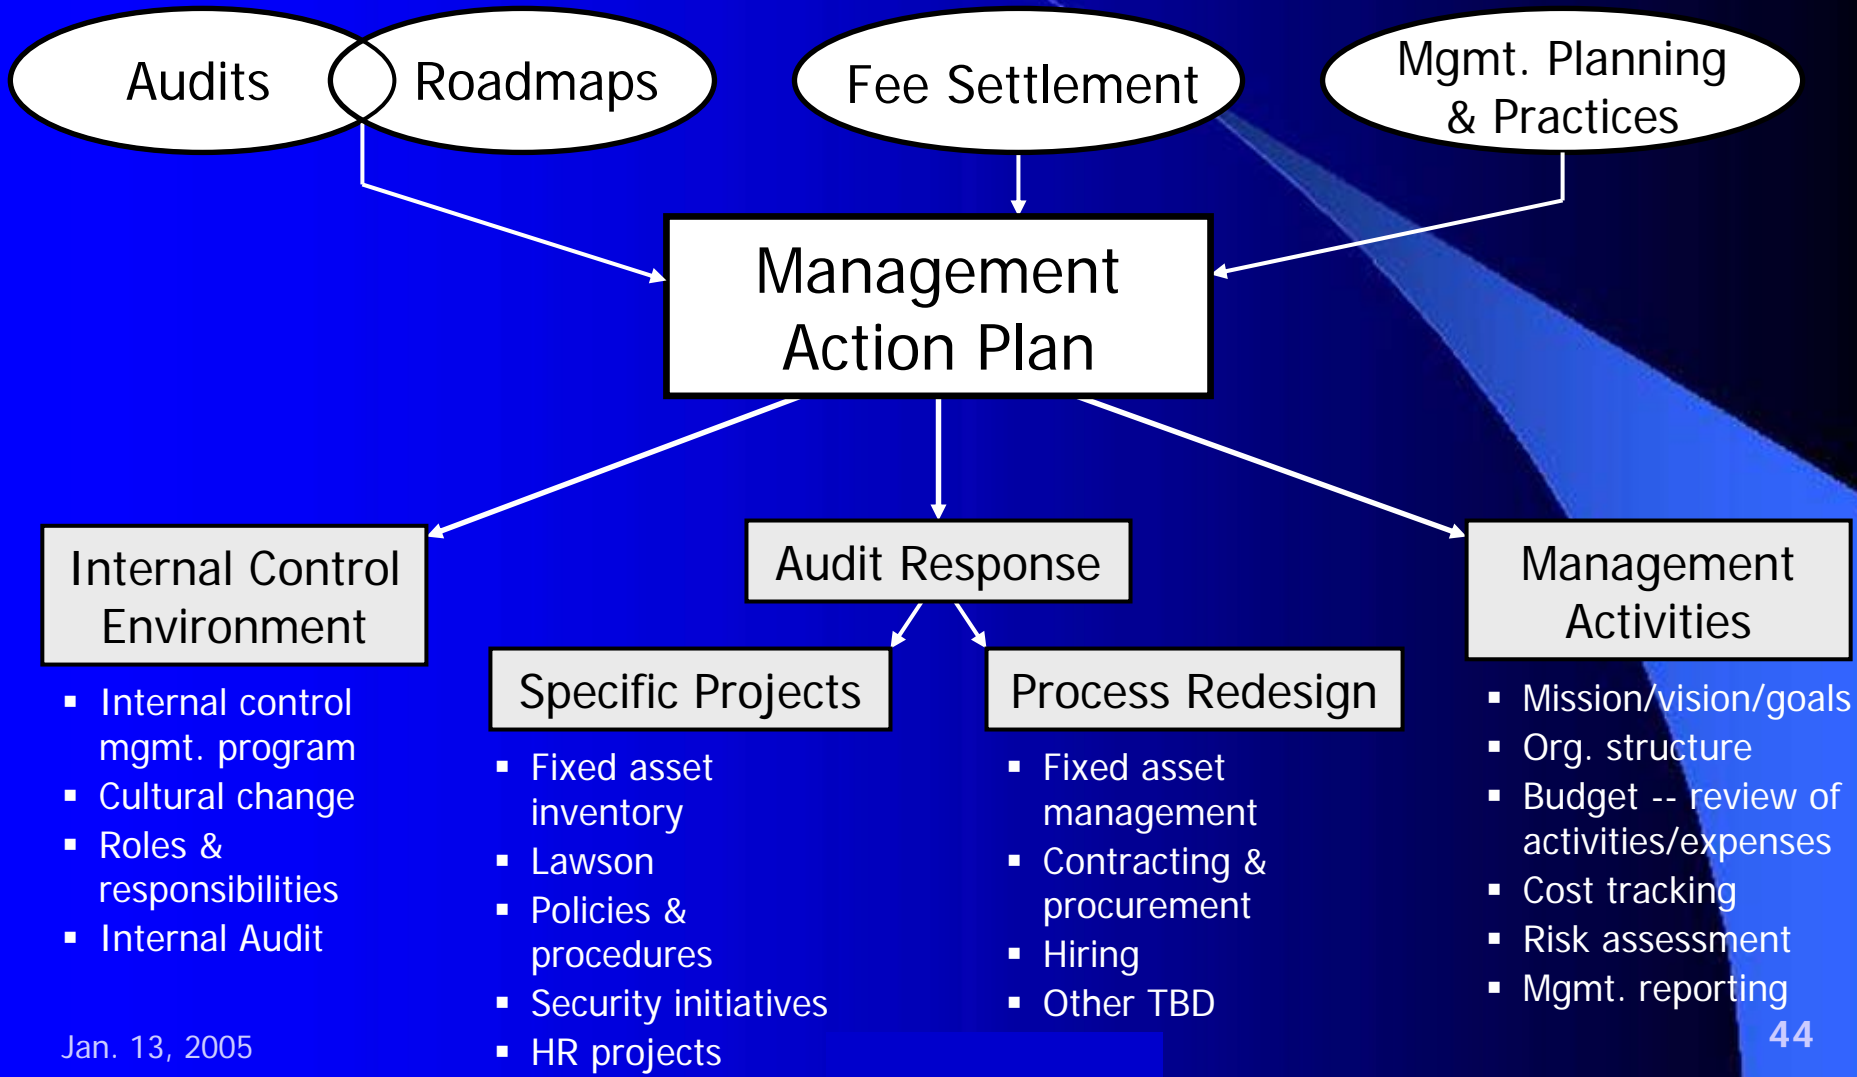 Audits
Roadmaps
Fee Settlement
Mgmt. Planning
& Practices
Management
Action Plan
Internal Control
Environment
▪ Internal control
mgmt. program
▪ Cultural change
▪ Roles &
responsibilities
▪ Internal Audit
Audit Response
Specific Projects
▪ Fixed asset
inventory
▪ Lawson
▪ Policies &
procedures
▪ Security initiatives
▪ HR projects
Process Redesign
▪ Fixed asset
management
▪ Contracting &
procurement
▪ Hiring
▪ Other TBD
Management
Activities
▪ Mission/vision/goals
▪ Org. structure
▪ Budget -- review of
activities/expenses
▪ Cost tracking
▪ Risk assessment
▪ Mgmt. reporting
Jan. 13, 2005
44